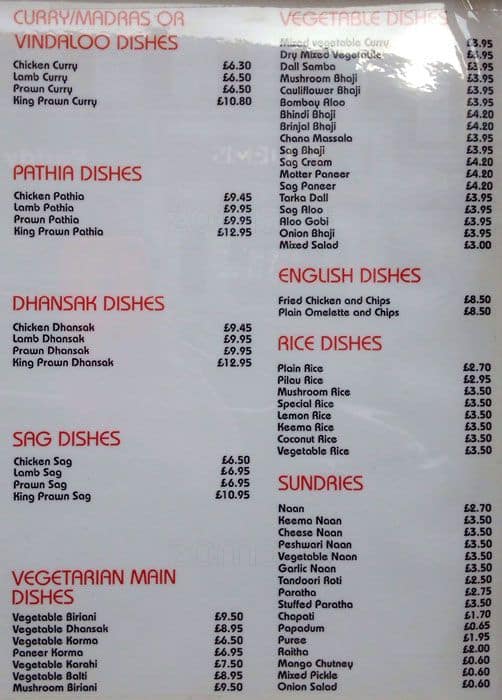 CURRY/MADRAS OR
VINDALOO DISHES
Chicken Curry £6.30
Lamb Curry £6.50
Prawn Curry £6.50
King Prawn Curry £10.80
PATHIA DISHES
Chicken Pathia £9.45
Lamb Pathia £9.95
Prawn Pathia £9.95
King Prawn Pathia £12.95
DHANSAK DISHES
Chicken Dhansak £9.45
Lamb Dhansak £9.95
Prawn Dhansak £9.95
King Prawn Dhansak £12.95
SAG DISHES
Chicken Sag £6.50
Lamb Sag £6.95
Prawn Sag £6.95
King Prawn Sag £10.95
VEGETARIAN MAIN
DISHES
Vegetable Biriani £9.50
Vegetable Dhansak £8.95
Vegetable Korma £6.50
Paneer Korma £6.95
Vegetable Karahi £7.50
Vegetable Balti £8.95
Mushroom Biriani £9.50
VEGETABLE DISHES
Mixed vegetable Curry £3.95
Dry Mixed Vegetable £3.95
Dall Samba £3.95
Mushroom Bhaji £3.95
Cauliflower Bhaji £3.95
Bombay Aloo £3.95
Bhindi Bhaji £4.20
Brinjal Bhaji £4.20
Chana Massala £3.95
Sag Bhaji £3.95
Sag Cream £4.20
Motter Paneer £4.20
Sag Paneer £4.20
Tarka Dall £3.95
Sag Aloo £3.95
Aloo Gobi £3.95
Onion Bhaji £3.95
Mixed Salad £3.00
ENGLISH DISHES
Fried Chicken and Chips £8.50
Plain Omelette and Chips £8.50
RICE DISHES
Plain Rice £2.70
Pilau Rice £2.95
Mushroom Rice £3.50
Special Rice £3.50
Lemon Rice £3.50
Keema Rice £3.50
Coconut Rice £3.50
Vegetable Rice £3.50
SUNDRIES
Naan £2.70
Keema Naan £3.50
Cheese Naan £3.50
Peshwari Naan £3.50
Vegetable Naan £3.50
Garlic Naan £3.50
Tandoori Roti £2.50
Paratha £2.75
Stuffed Paratha £3.50
Chapati £1.70
Papadum £0.65
Puree £1.95
Raitha £2.00
Mango Chutney £0.60
Mixed Pickle £0.60
Onion Salad £0.60